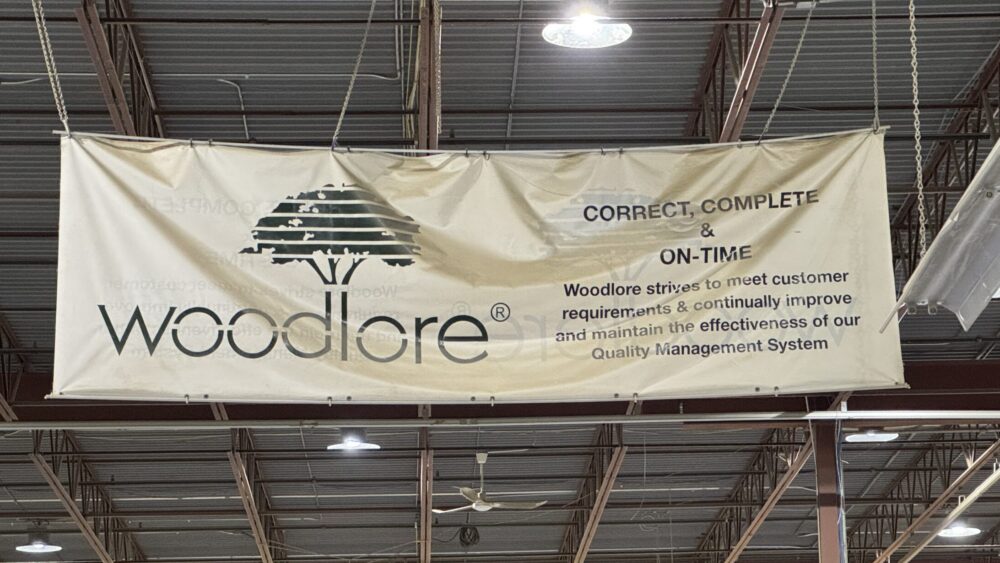 woodlore®
CORRECT, COMPLETE
&
ON-TIME
Woodlore strives to meet customer
requirements & continually improve
and maintain the effectiveness of our
Quality Management System